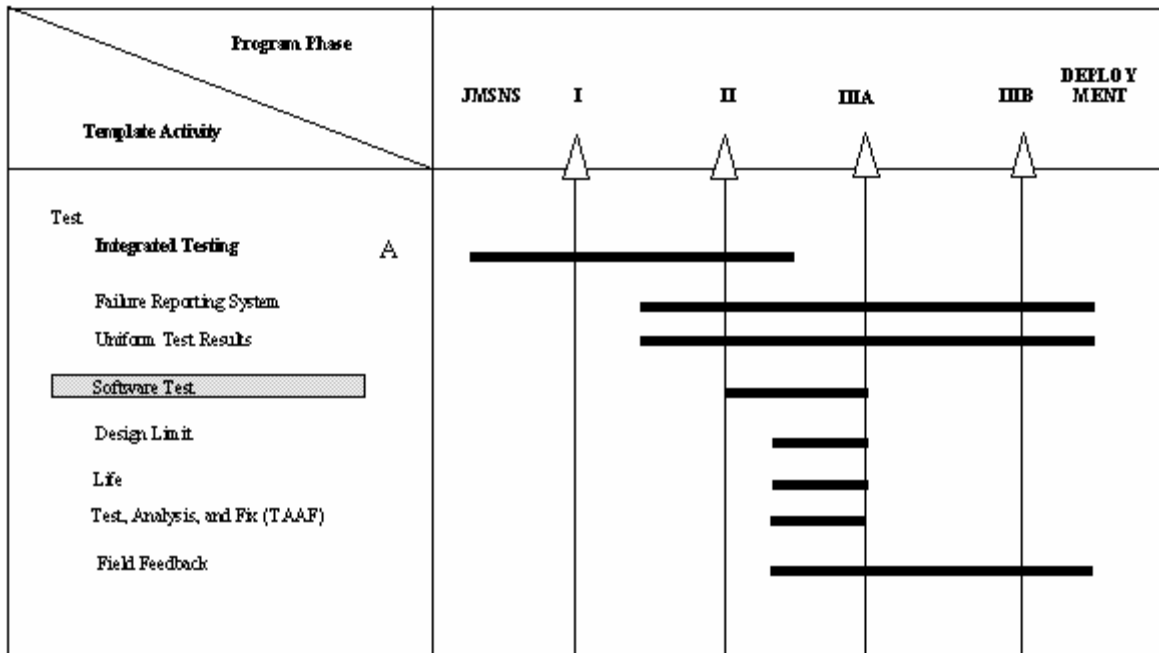 Program Phase
Template Activity
JMSNS I II IIIA IIIB DEPLOY
MENT
Test
Integrated Testing A
Failure Reporting System
Uniform Test Results
Software Test
Design Limit
Life
Test, Analysis, and Fix (TAAF)
Field Feedback